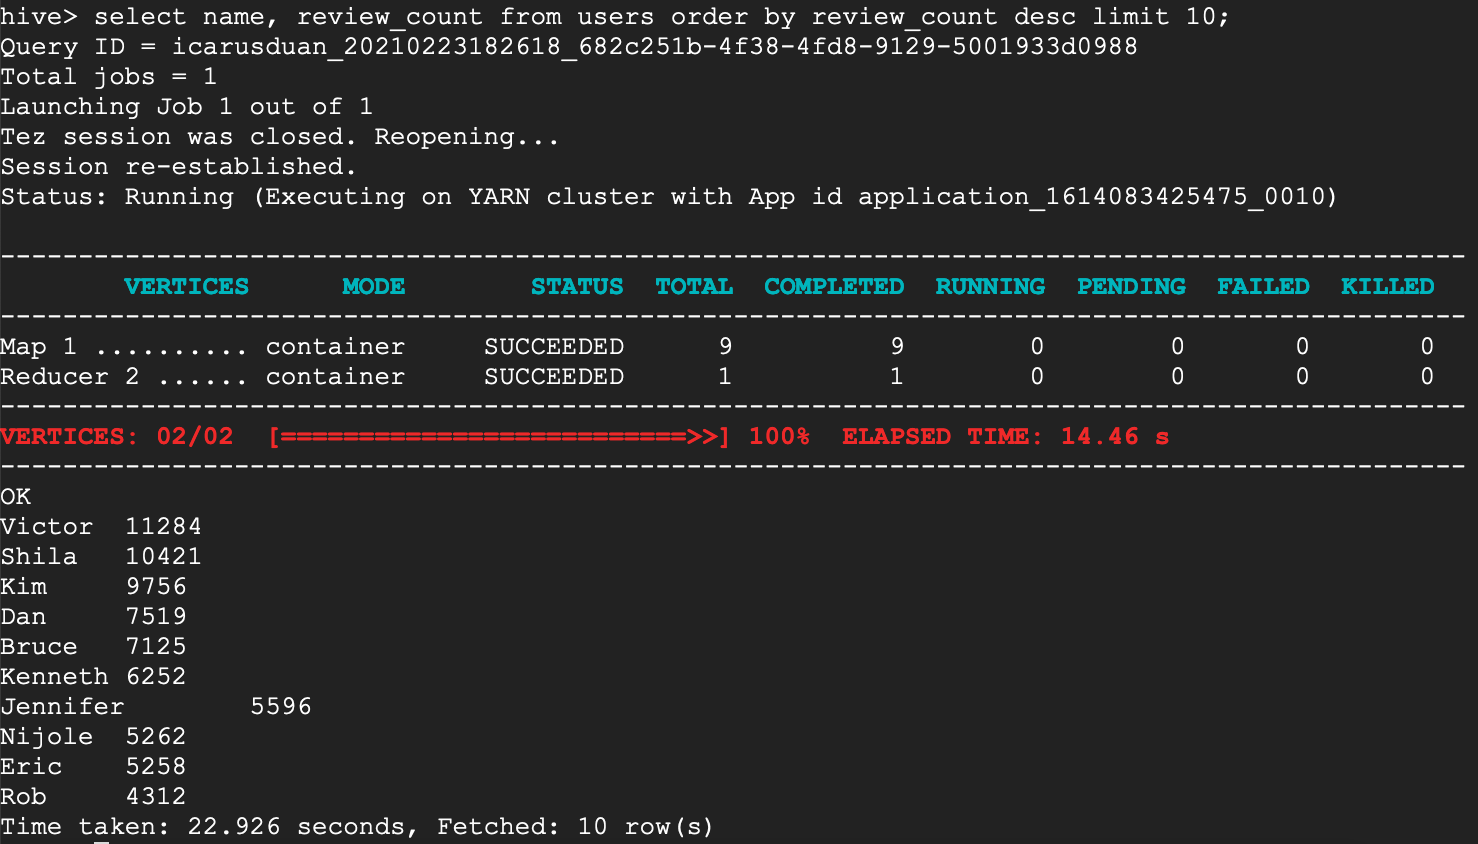 hive> select name, review_count from users order by review_count desc limit 10;
Query ID = icarusduan_20210223182618_682c251b-4f38-4fd8-9129-5001933d0988
Total jobs = 1
Launching Job 1 out of 1
Tez session was closed. Reopening...
Session re-established.
Status: Running (Executing on YARN cluster with App id application_1614083425475_0010)

----------------------------------------------------------------------------------------------
        VERTICES      MODE        STATUS  TOTAL  COMPLETED  RUNNING  PENDING  FAILED  KILLED
----------------------------------------------------------------------------------------------
Map 1 .......... container     SUCCEEDED      9          9        0        0       0       0
Reducer 2 ...... container     SUCCEEDED      1          1        0        0       0       0
----------------------------------------------------------------------------------------------
VERTICES: 02/02  [==========================>>] 100%  ELAPSED TIME: 14.46 s
----------------------------------------------------------------------------------------------
OK
Victor  11284
Shila   10421
Kim     9756
Dan     7519
Bruce   7125
Kenneth 6252
Jennifer        5596
Nijole  5262
Eric    5258
Rob     4312
Time taken: 22.926 seconds, Fetched: 10 row(s)